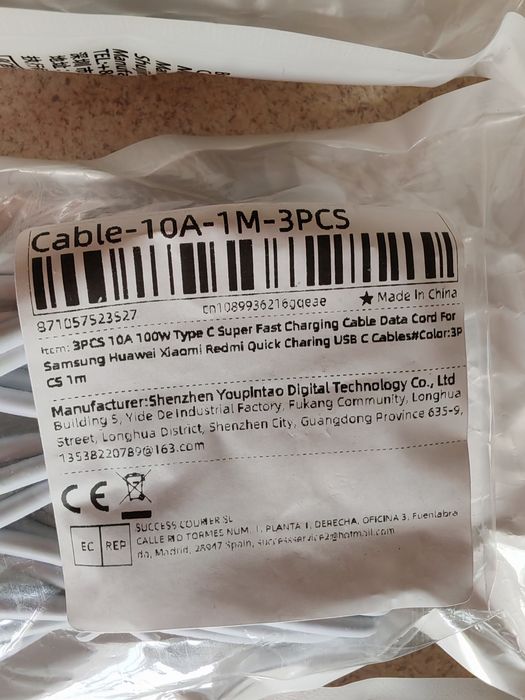 Cable-10A-1M-3PCS
871057523527
cn1089936216gqeae
★ Made In China
Item: 3PCS 10A 100W Type C Super Fast Charging Cable Data Cord For
Samsung Huawei Xiaomi Redmi Quick Charing USB C Cables#Color:3P
CS 1m
Manufacturer:Shenzhen Youpintao Digital Technology Co., Ltd
Building 5, Yide De Industrial Factory, Fukang Community, Longhua
Street, Longhua District, Shenzhen City, Guangdong Province 635-9,
13538220789@163.com
CE
EC REP
SUCCESS COURIER SL
CALLE RIO TORMES NUM. 1, PLANTA 1, DERECHA, OFICINA 3, Fuenlabra
da, Madrid, 28947 Spain, successservice2@hotmail.com